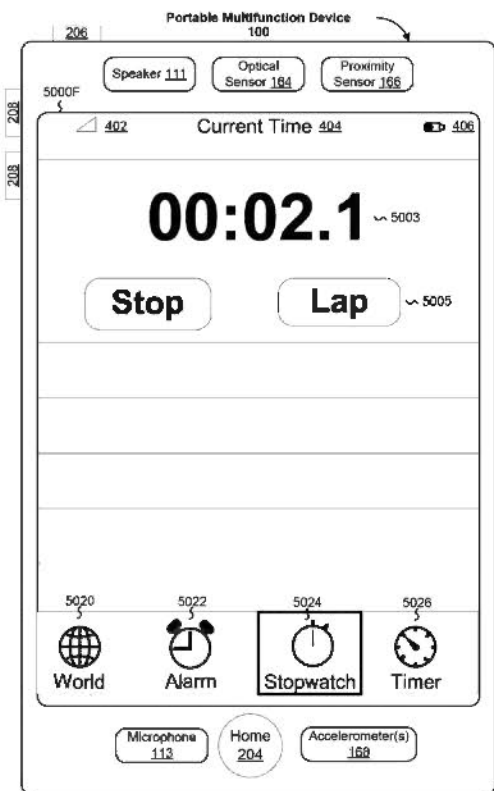 Portable Multifunction Device
100
206
Speaker 111
Optical
Sensor 164
Proximity
Sensor 166
5000F
208
208
402
Current Time 404
406
00:02.1
5003
Stop
Lap
5005
5020
5022
5024
5026
World
Alarm
Stopwatch
Timer
Microphone
113
Home
204
Accelerometer(s)
168